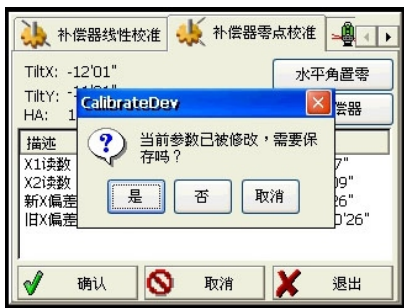 补偿器线性校准 补偿器零点校准
TiltX: -12'01"
水平角置零
TiltY:
CalibrateDev
HA: 1
偿器
描述
当前参数已被修改，需要保
存吗？
X1读数 7"
X2读数 09"
新X偏差 26"
旧X偏差 0'26"
是 否 取消
确认 取消 退出